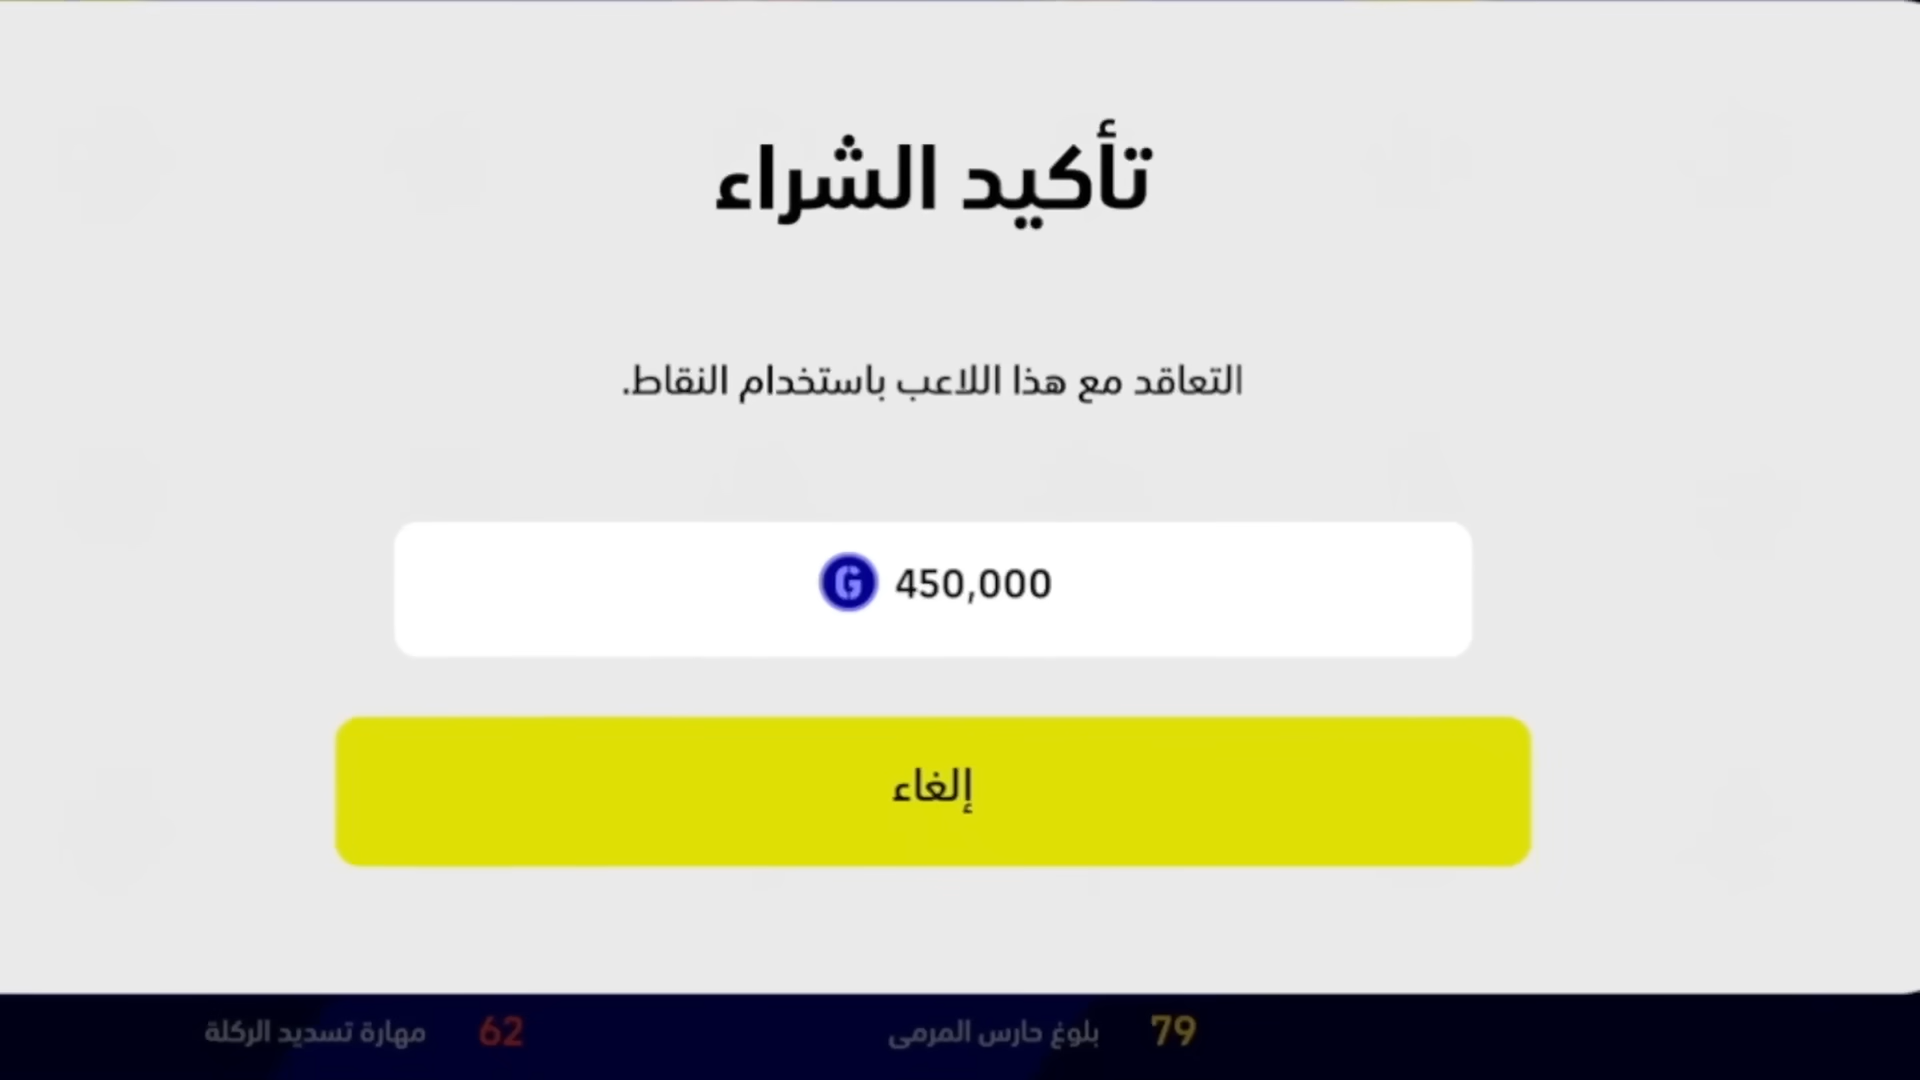 تأكيد الشراء
التعاقد مع هذا اللاعب باستخدام النقاط.
G 450,000
إلغاء
79 بلوغ حارس المرمى 62 مهارة تسديد الركلة